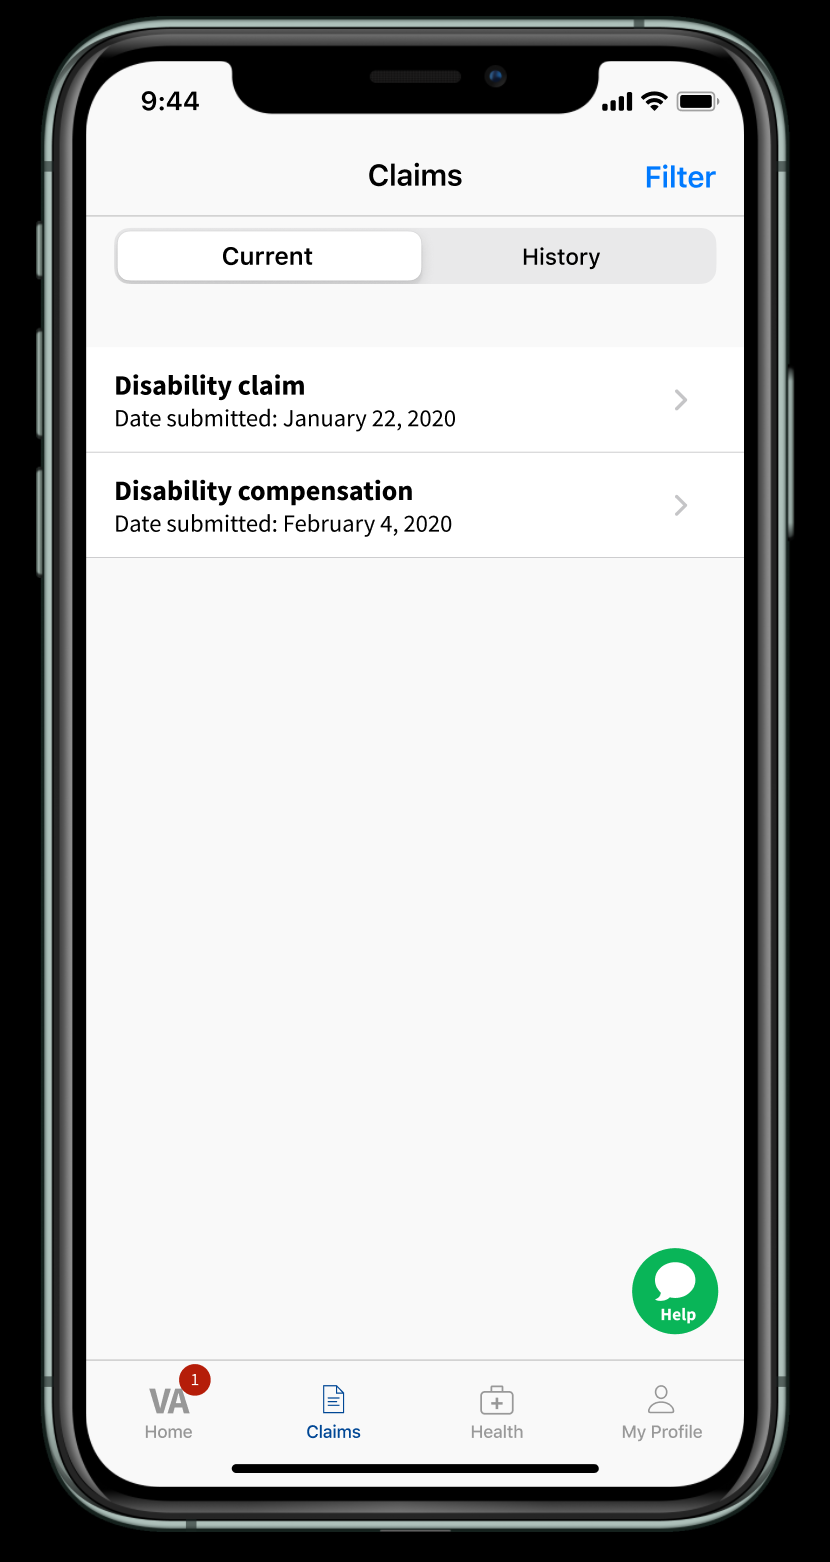 9:44
Claims Filter
Current History
Disability claim
Date submitted: January 22, 2020
Disability compensation
Date submitted: February 4, 2020
Help
VA 1
Home Claims Health My Profile